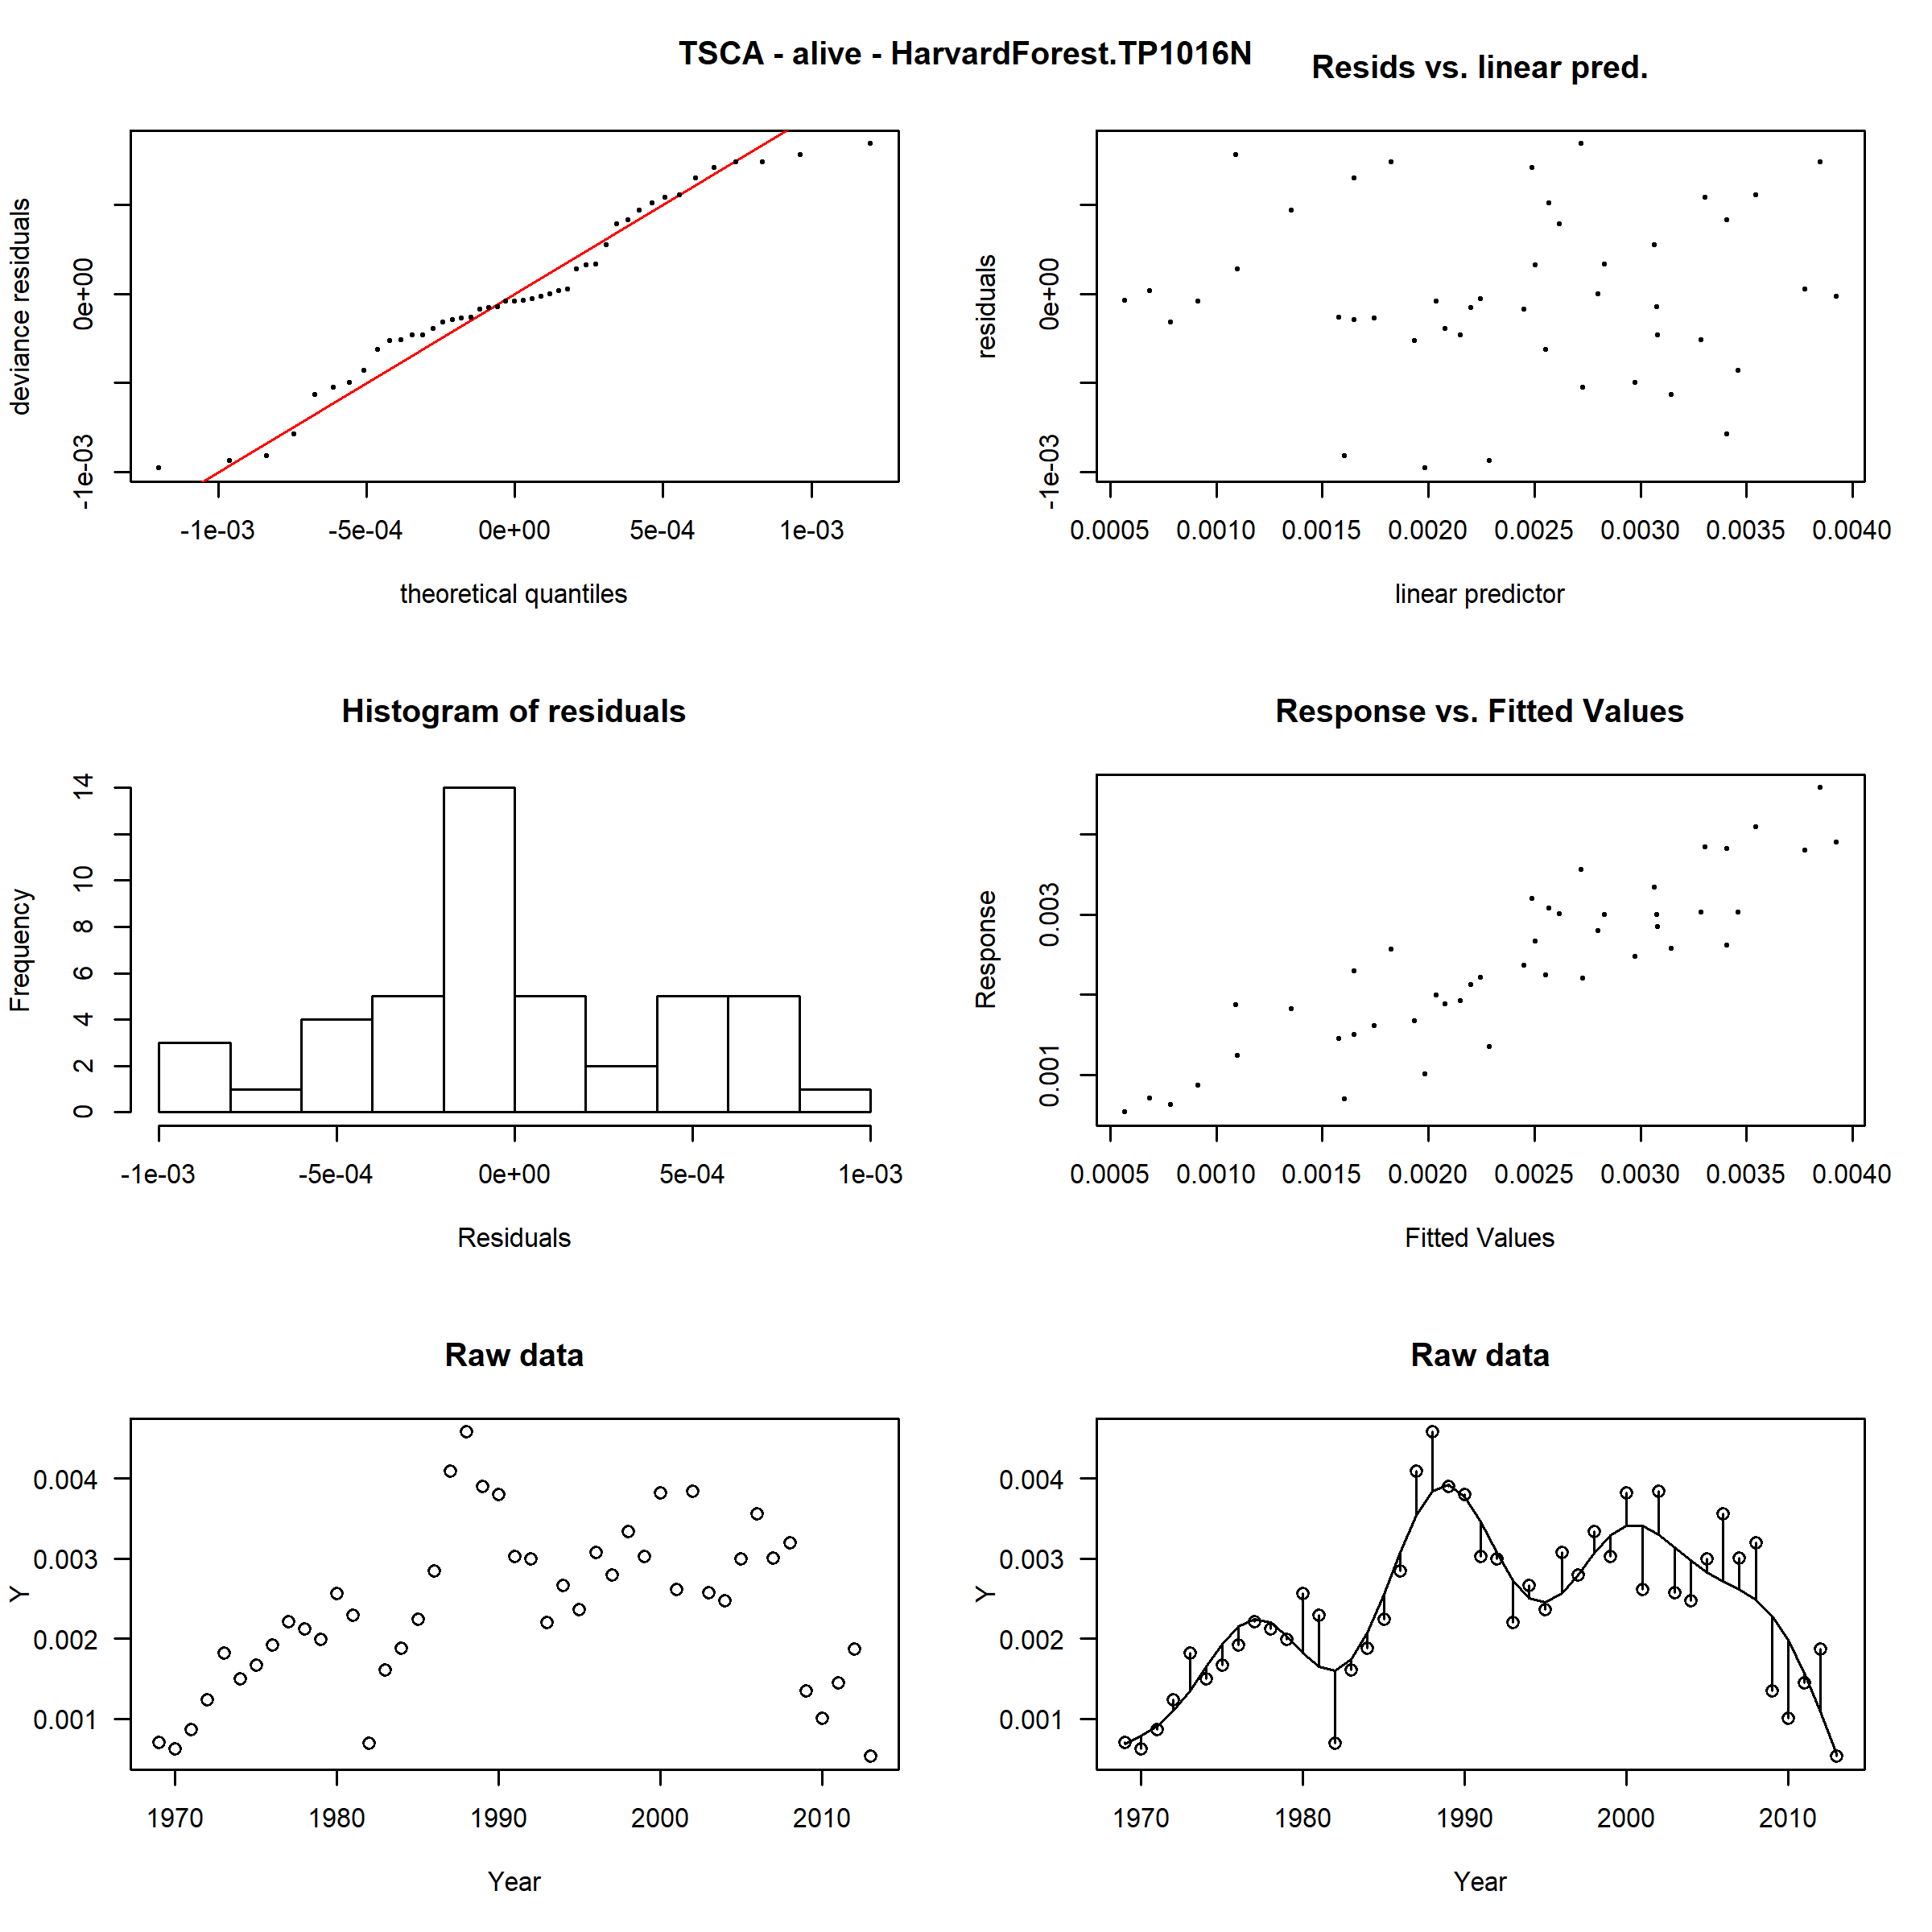 TSCA - alive - HarvardForest.TP1016N
Resids vs. linear pred.
deviance residuals
-1e-03 0e+00
-1e-03 -5e-04 0e+00 5e-04 1e-03
theoretical quantiles
residuals
-1e-03 0e+00
0.0005 0.0010 0.0015 0.0020 0.0025 0.0030 0.0035 0.0040
linear predictor
Histogram of residuals
Frequency
0 2 4 6 8 10 14
-1e-03 -5e-04 0e+00 5e-04 1e-03
Residuals
Response vs. Fitted Values
Response
0.001 0.003
0.0005 0.0010 0.0015 0.0020 0.0025 0.0030 0.0035 0.0040
Fitted Values
Raw data
Y
0.004
0.003
0.002
0.001
1970 1980 1990 2000 2010
Year
Raw data
Y
0.004
0.003
0.002
0.001
1970 1980 1990 2000 2010
Year